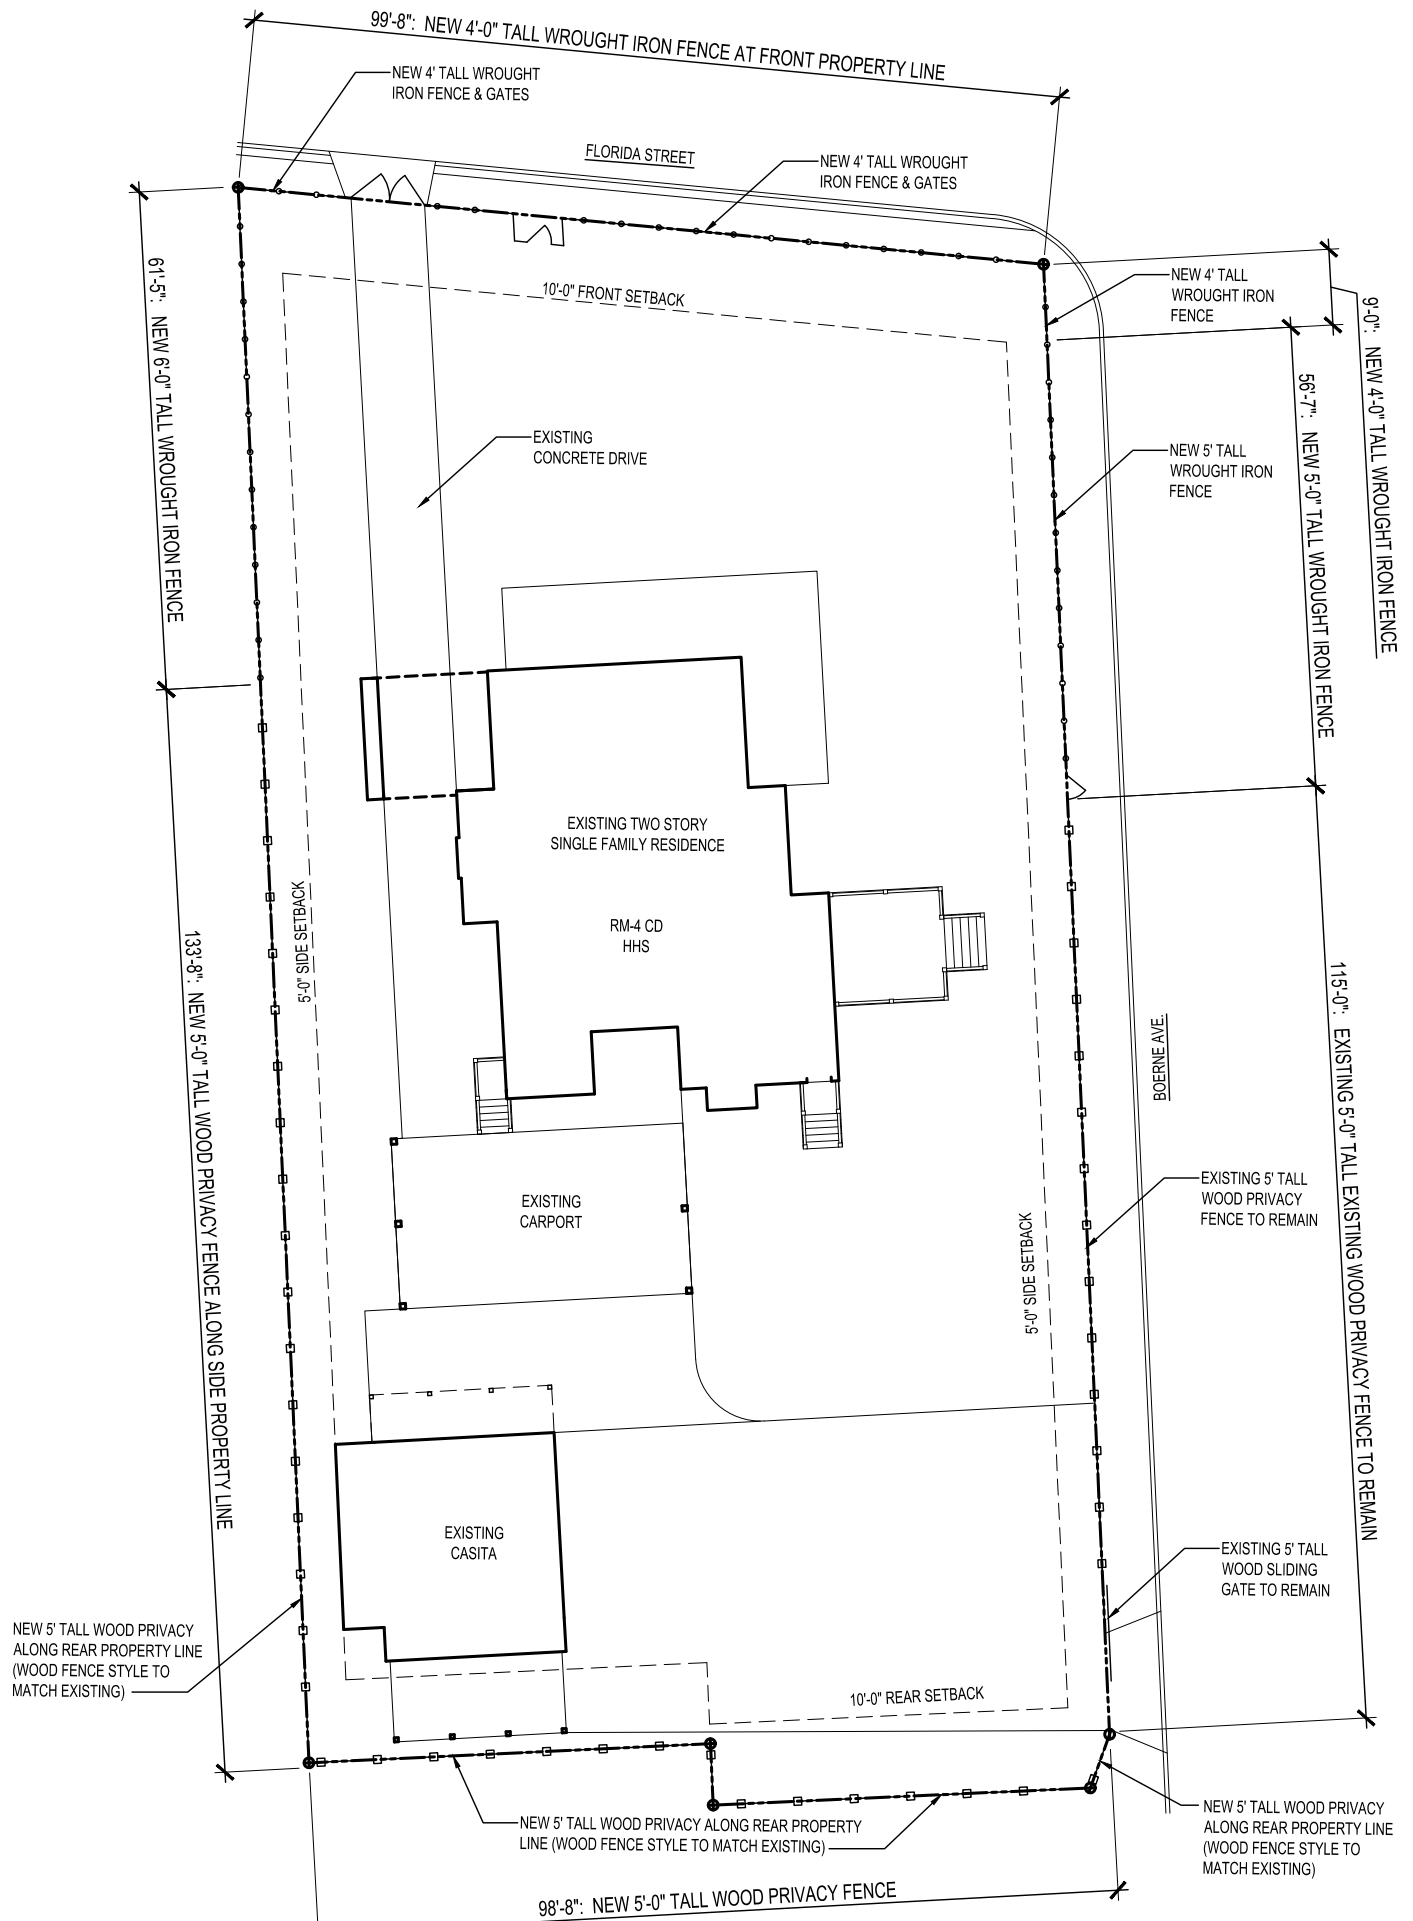 99'-8": NEW 4'-0" TALL WROUGHT IRON FENCE AT FRONT PROPERTY LINE
NEW 4' TALL WROUGHT
IRON FENCE & GATES
FLORIDA STREET
NEW 4' TALL WROUGHT
IRON FENCE & GATES
61'-5": NEW 6'-0" TALL WROUGHT IRON FENCE
10'-0" FRONT SETBACK
NEW 4' TALL
WROUGHT IRON
FENCE
9'-0": NEW 4'-0" TALL WROUGHT IRON FENCE
56'-7": NEW 5'-0" TALL WROUGHT IRON FENCE
EXISTING
CONCRETE DRIVE
NEW 5' TALL
WROUGHT IRON
FENCE
EXISTING TWO STORY
SINGLE FAMILY RESIDENCE
RM-4 CD
HHS
5'-0" SIDE SETBACK
133'-8": NEW 5'-0" TALL WOOD PRIVACY FENCE ALONG SIDE PROPERTY LINE
BOERNE AVE.
115'-0": EXISTING 5'-0" TALL EXISTING WOOD PRIVACY FENCE TO REMAIN
EXISTING 5' TALL
WOOD PRIVACY
FENCE TO REMAIN
EXISTING
CARPORT
5'-0" SIDE SETBACK
EXISTING
CASITA
EXISTING 5' TALL
WOOD SLIDING
GATE TO REMAIN
NEW 5' TALL WOOD PRIVACY
ALONG REAR PROPERTY LINE
(WOOD FENCE STYLE TO
MATCH EXISTING)
10'-0" REAR SETBACK
NEW 5' TALL WOOD PRIVACY ALONG REAR PROPERTY
LINE (WOOD FENCE STYLE TO MATCH EXISTING)
NEW 5' TALL WOOD PRIVACY
ALONG REAR PROPERTY LINE
(WOOD FENCE STYLE TO
MATCH EXISTING)
98'-8": NEW 5'-0" TALL WOOD PRIVACY FENCE